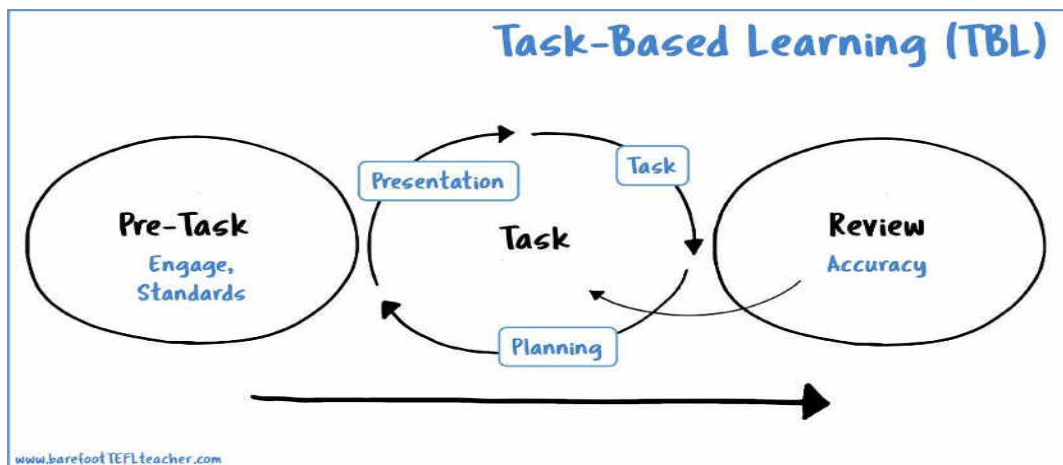 Task-Based Learning (TBL)
Pre-Task
Engage,
Standards
Presentation
Task
Task
Planning
Review
Accuracy
www.barefootTEFLteacher.com